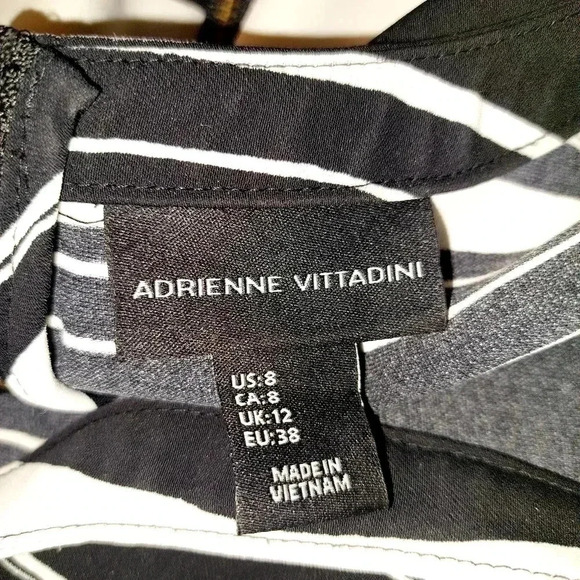 ADRIENNE VITTADINI
US:8
CA:8
UK:12
EU:38
MADE IN
VIETNAM